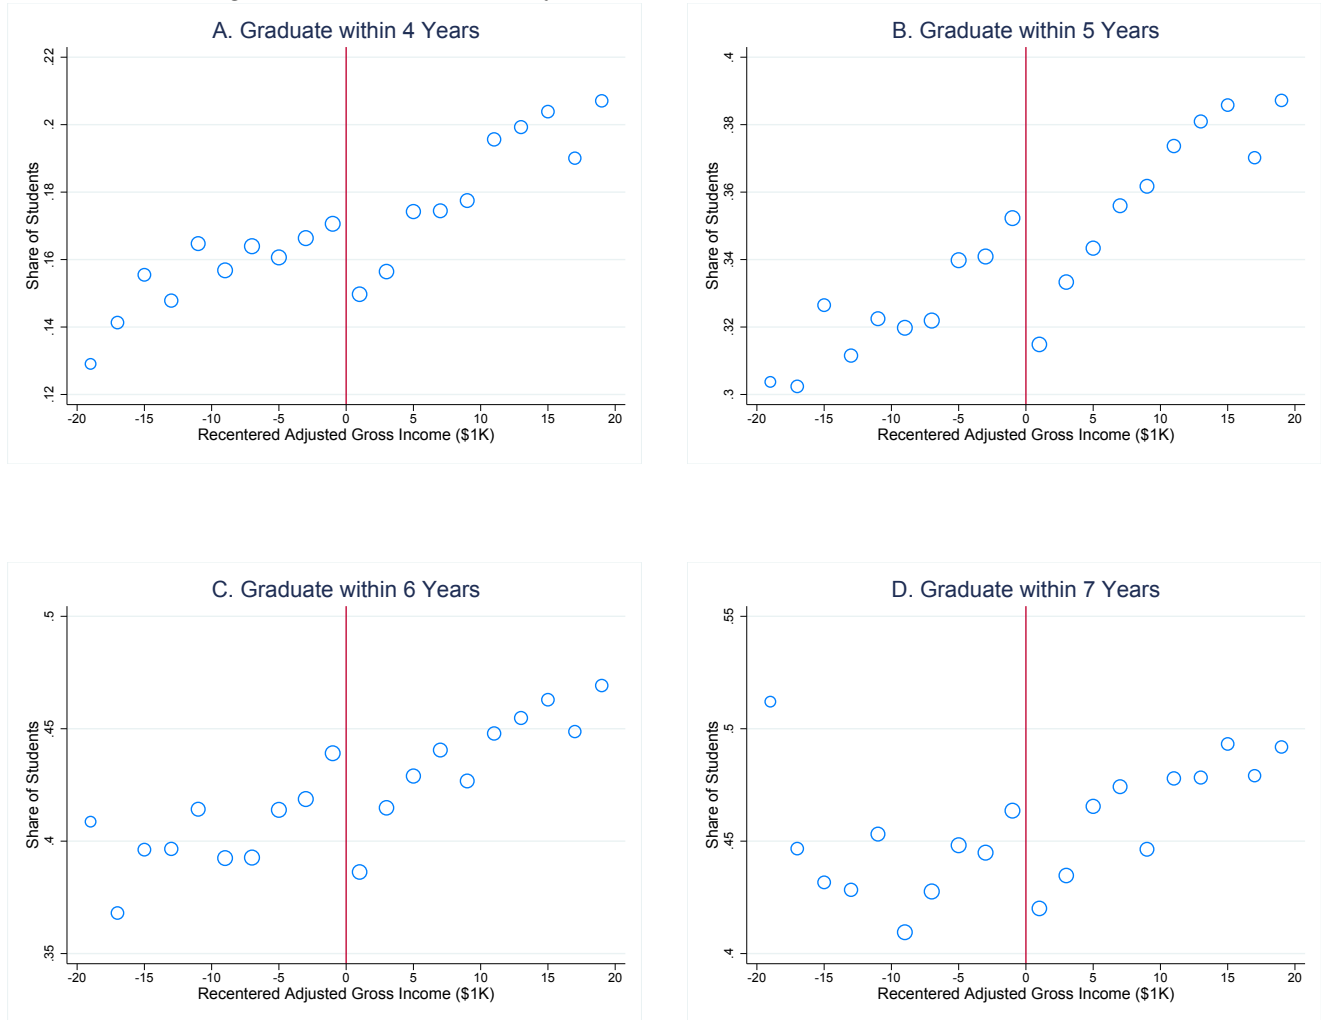 A. Graduate within 4 Years
Share of Students
.22
.2
.18
.16
.14
.12
-20 -15 -10 -5 0 5 10 15 20
Recentered Adjusted Gross Income ($1K)
B. Graduate within 5 Years
Share of Students
.4
.38
.36
.34
.32
.3
-20 -15 -10 -5 0 5 10 15 20
Recentered Adjusted Gross Income ($1K)
C. Graduate within 6 Years
Share of Students
.5
.45
.4
.35
-20 -15 -10 -5 0 5 10 15 20
Recentered Adjusted Gross Income ($1K)
D. Graduate within 7 Years
Share of Students
.55
.5
.45
.4
-20 -15 -10 -5 0 5 10 15 20
Recentered Adjusted Gross Income ($1K)